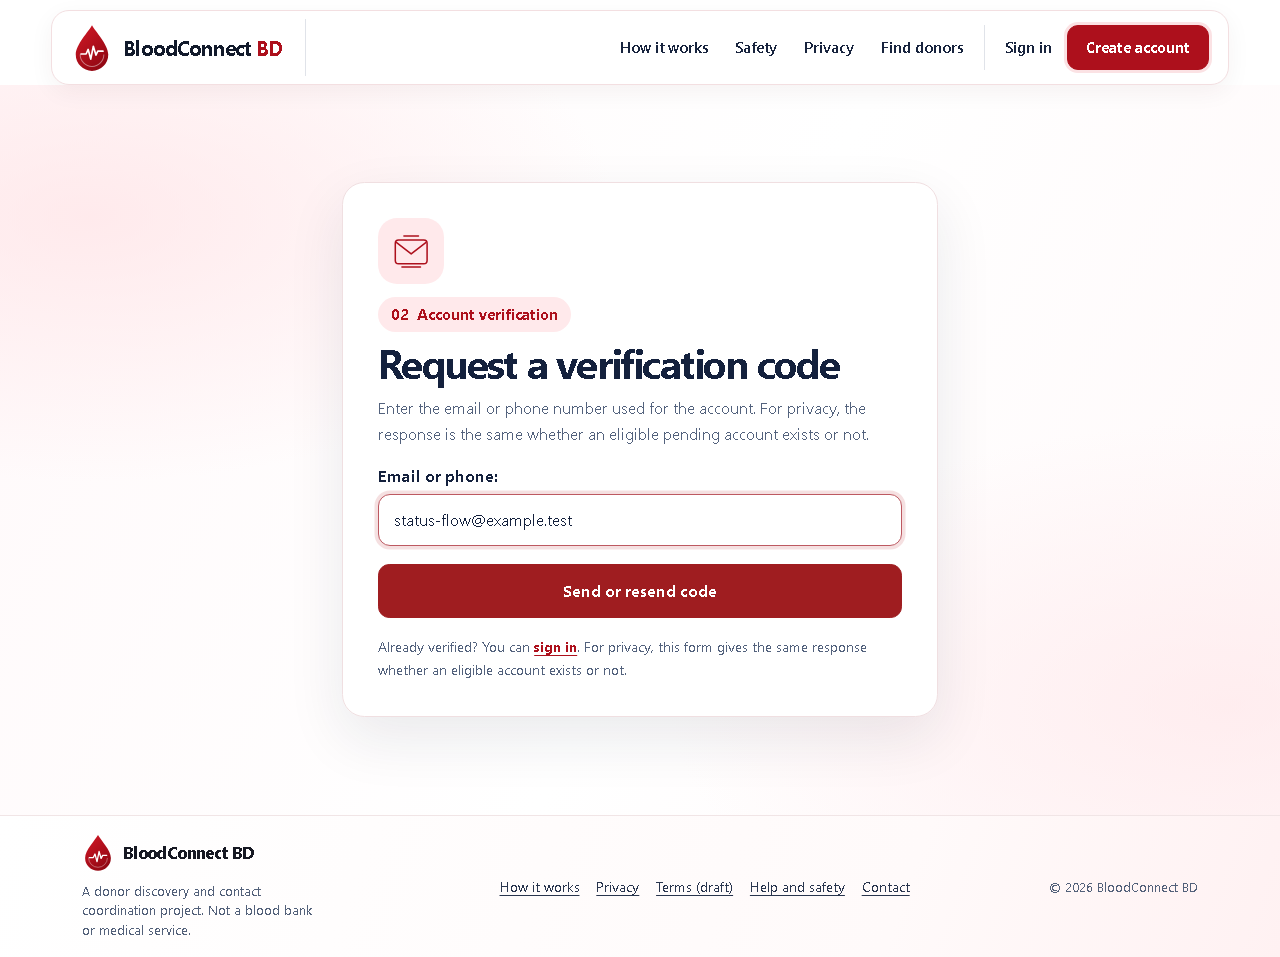 BloodConnect BD
How it works
Safety
Privacy
Find donors
Sign in
Create account
02 Account verification
Request a verification code
Enter the email or phone number used for the account. For privacy, the
response is the same whether an eligible pending account exists or not.
Email or phone:
status-flow@example.test
Send or resend code
Already verified? You can sign in. For privacy, this form gives the same response
whether an eligible account exists or not.
BloodConnect BD
A donor discovery and contact
coordination project. Not a blood bank
or medical service.
How it works
Privacy
Terms (draft)
Help and safety
Contact
© 2026 BloodConnect BD